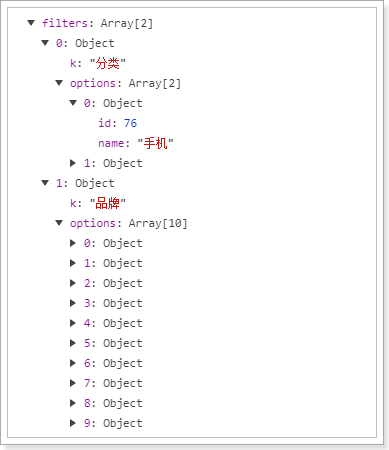 filters: Array[2]
0: Object
k: "分类"
options: Array[2]
0: Object
id: 76
name: "手机"
1: Object
1: Object
k: "品牌"
options: Array[10]
0: Object
1: Object
2: Object
3: Object
4: Object
5: Object
6: Object
7: Object
8: Object
9: Object